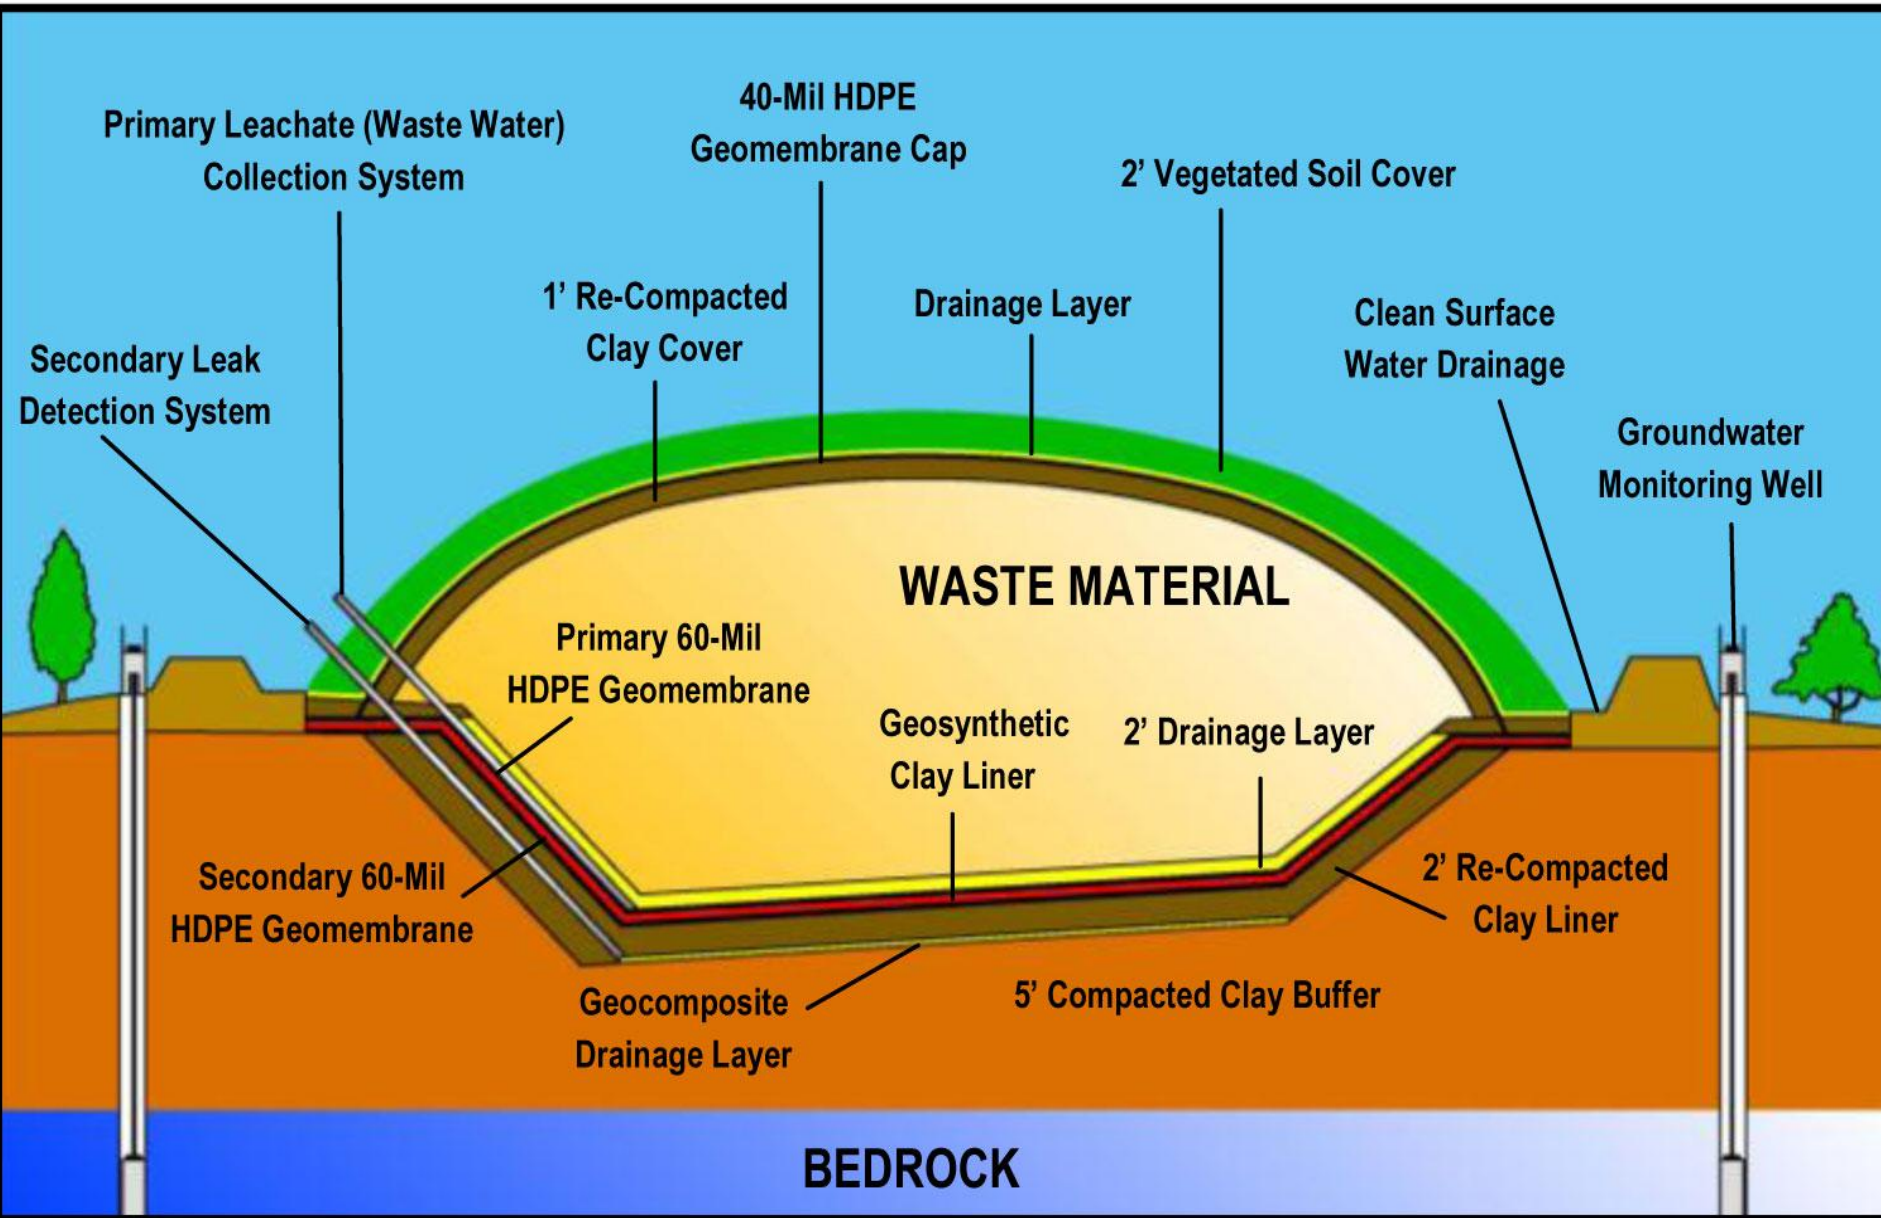 40-Mil HDPE
Geomembrane Cap
Primary Leachate (Waste Water)
Collection System
2’ Vegetated Soil Cover
1’ Re-Compacted
Clay Cover
Drainage Layer
Clean Surface
Water Drainage
Secondary Leak
Detection System
Groundwater
Monitoring Well
WASTE MATERIAL
Primary 60-Mil
HDPE Geomembrane
Geosynthetic
Clay Liner
2’ Drainage Layer
Secondary 60-Mil
HDPE Geomembrane
2’ Re-Compacted
Clay Liner
Geocomposite
Drainage Layer
5’ Compacted Clay Buffer
BEDROCK